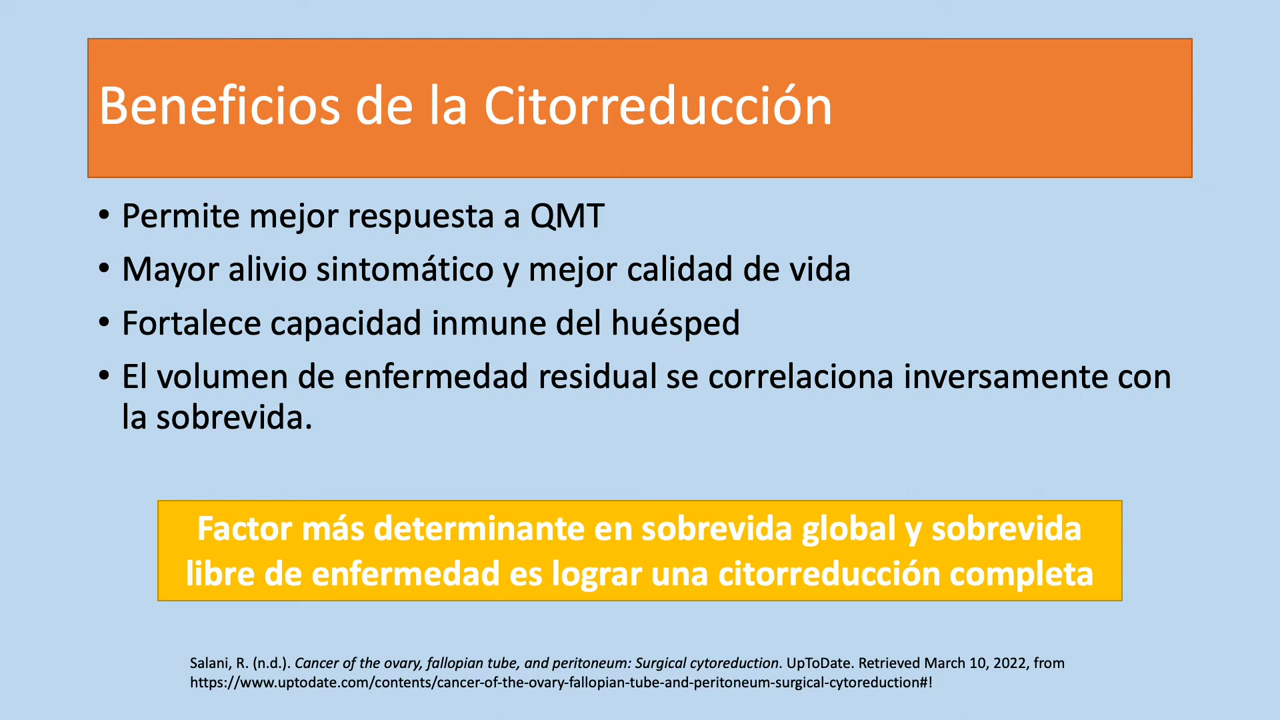 Beneficios de la Citorreducción
• Permite mejor respuesta a QMT
• Mayor alivio sintomático y mejor calidad de vida
• Fortalece capacidad inmune del huésped
• El volumen de enfermedad residual se correlaciona inversamente con
la sobrevida.
Factor más determinante en sobrevida global y sobrevida
libre de enfermedad es lograr una citorreducción completa
Salani, R. (n.d.). Cancer of the ovary, fallopian tube, and peritoneum: Surgical cytoreduction. UpToDate. Retrieved March 10, 2022, from
https://www.uptodate.com/contents/cancer-of-the-ovary-fallopian-tube-and-peritoneum-surgical-cytoreduction#!